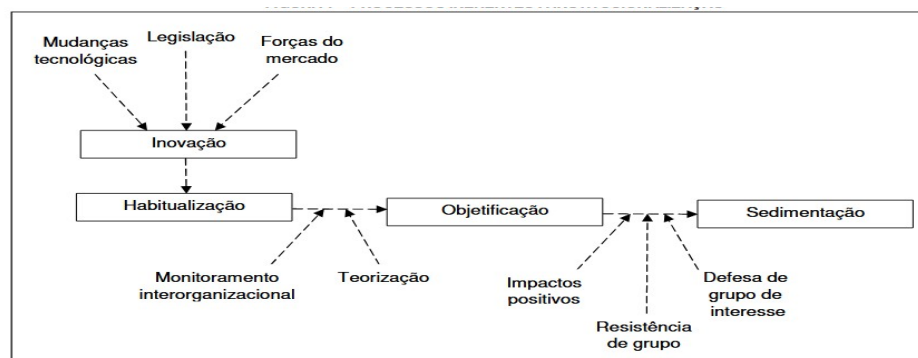 Mudanças
tecnológicas
Legislação
Forças do
mercado
Inovação
Habitualização
Objetificação
Sedimentação
Monitoramento
interorganizacional
Teorização
Impactos
positivos
Resistência
de grupo
Defesa de
grupo de
interesse